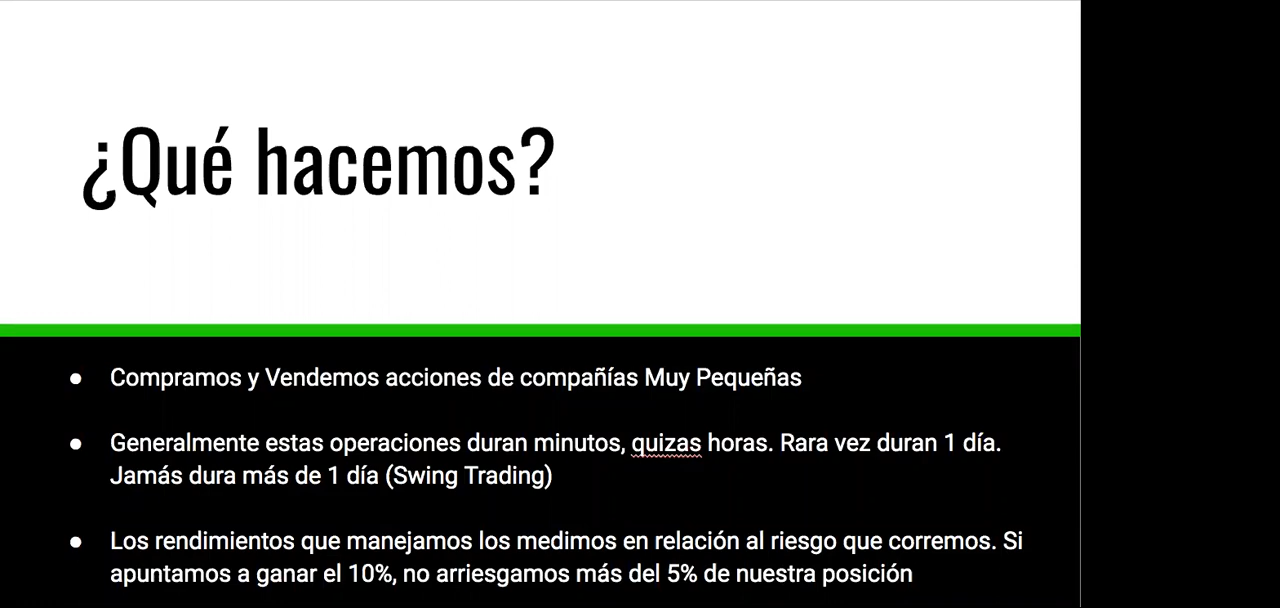 ¿Qué hacemos?
● Compramos y Vendemos acciones de compañías Muy Pequeñas
● Generalmente estas operaciones duran minutos, quizas horas. Rara vez duran 1 día.
Jamás dura más de 1 día (Swing Trading)
● Los rendimientos que manejamos los medimos en relación al riesgo que corremos. Si
apuntamos a ganar el 10%, no arriesgamos más del 5% de nuestra posición